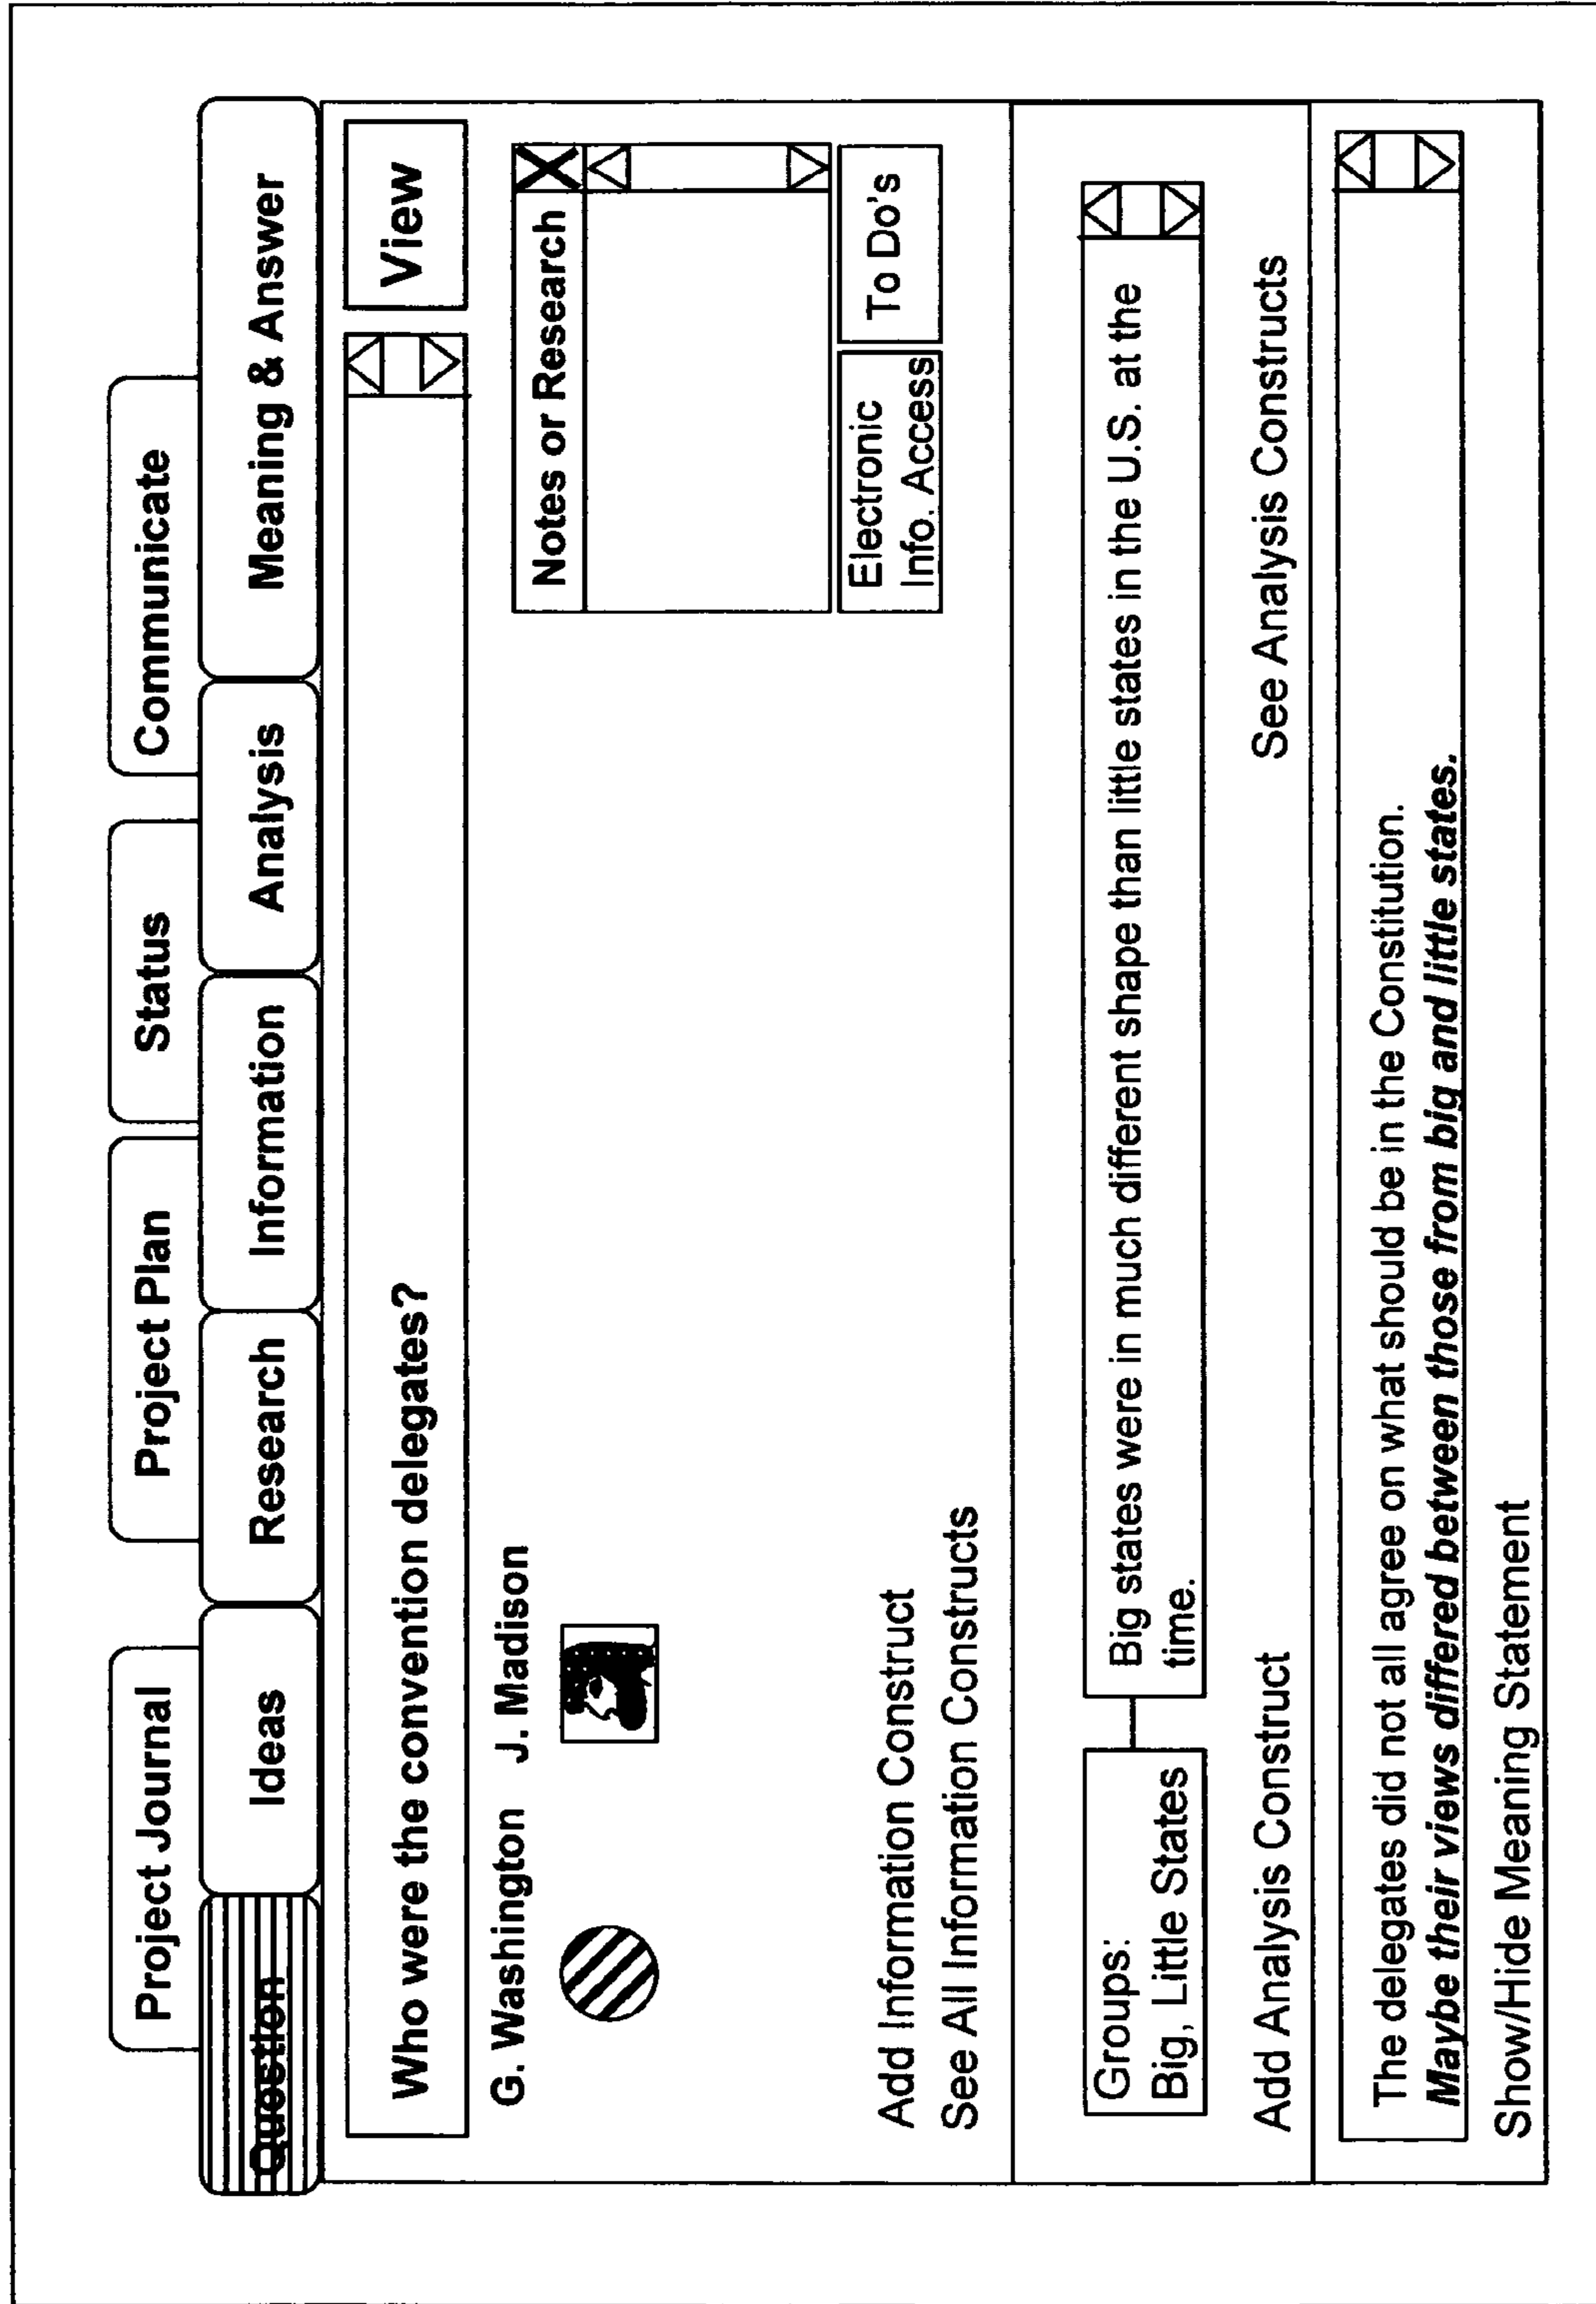 Project Journal
Project Plan
Status
Communicate
Question
Ideas
Research
Information
Analysis
Meaning & Answer
Who were the convention delegates?
View
G. Washington
J. Madison
Notes or Research
X
Electronic
Info. Access
To Do's
Add Information Construct
See All Information Constructs
Groups:
Big, Little States
Big states were in much different shape than little states in the U.S. at the
time.
Add Analysis Construct
See Analysis Constructs
The delegates did not all agree on what should be in the Constitution.
Maybe their views differed between those from big and little states.
Show/Hide Meaning Statement